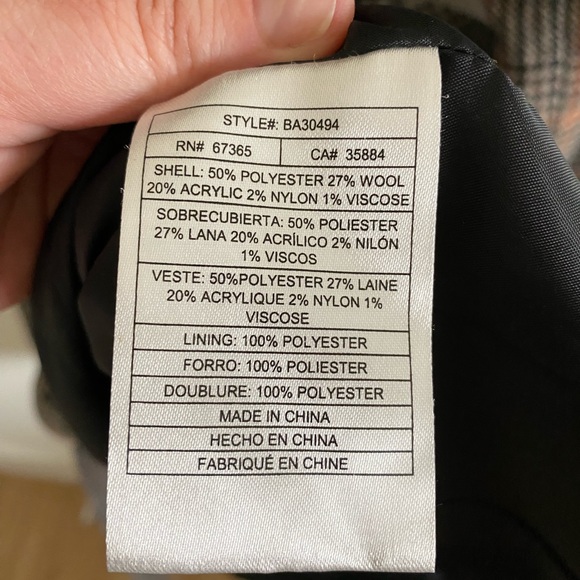 STYLE#: BA30494
RN# 67365 CA# 35884
SHELL: 50% POLYESTER 27% WOOL
20% ACRYLIC 2% NYLON 1% VISCOSE
SOBRECUBIERTA: 50% POLIESTER
27% LANA 20% ACRÍLICO 2% NILÓN
1% VISCOS
VESTE: 50%POLYESTER 27% LAINE
20% ACRYLIQUE 2% NYLON 1%
VISCOSE
LINING: 100% POLYESTER
FORRO: 100% POLIESTER
DOUBLURE: 100% POLYESTER
MADE IN CHINA
HECHO EN CHINA
FABRIQUÉ EN CHINE